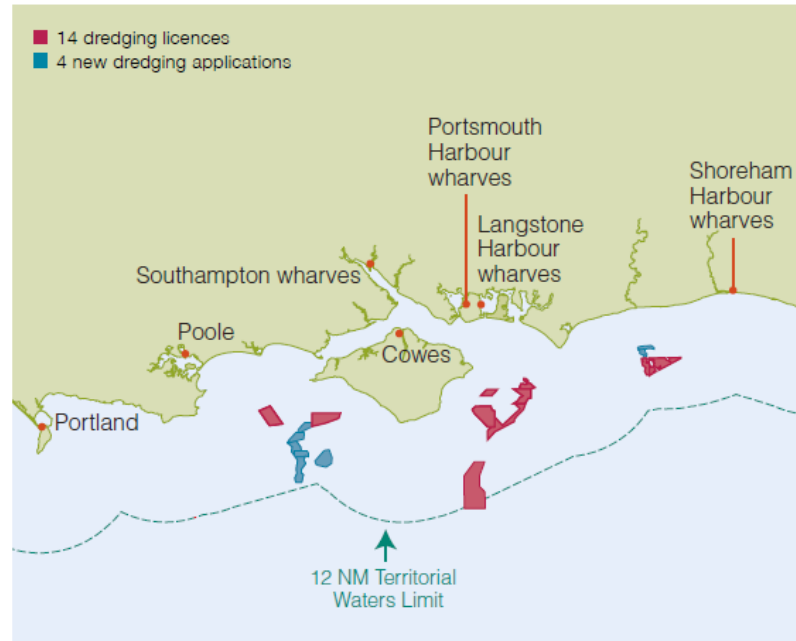 14 dredging licences
4 new dredging applications
Portsmouth
Harbour
wharves
Shoreham
Harbour
wharves
Langstone
Harbour
wharves
Southampton wharves
Poole
Cowes
Portland
12 NM Territorial
Waters Limit